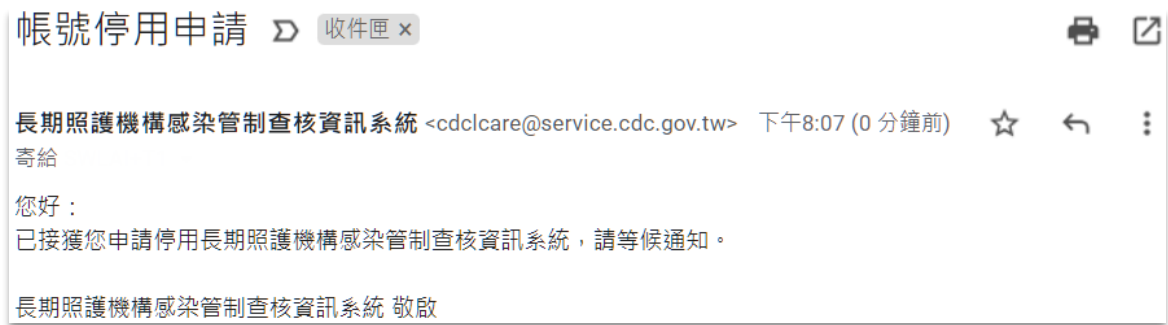 帳號停用申請 收件匣 ×
長期照護機構感染管制查核資訊系統 <cdclcare@service.cdc.gov.tw> 下午8:07 (0 分鐘前)
寄給
您好：
已接獲您申請停用長期照護機構感染管制查核資訊系統，請等候通知。
長期照護機構感染管制查核資訊系統 敬啟